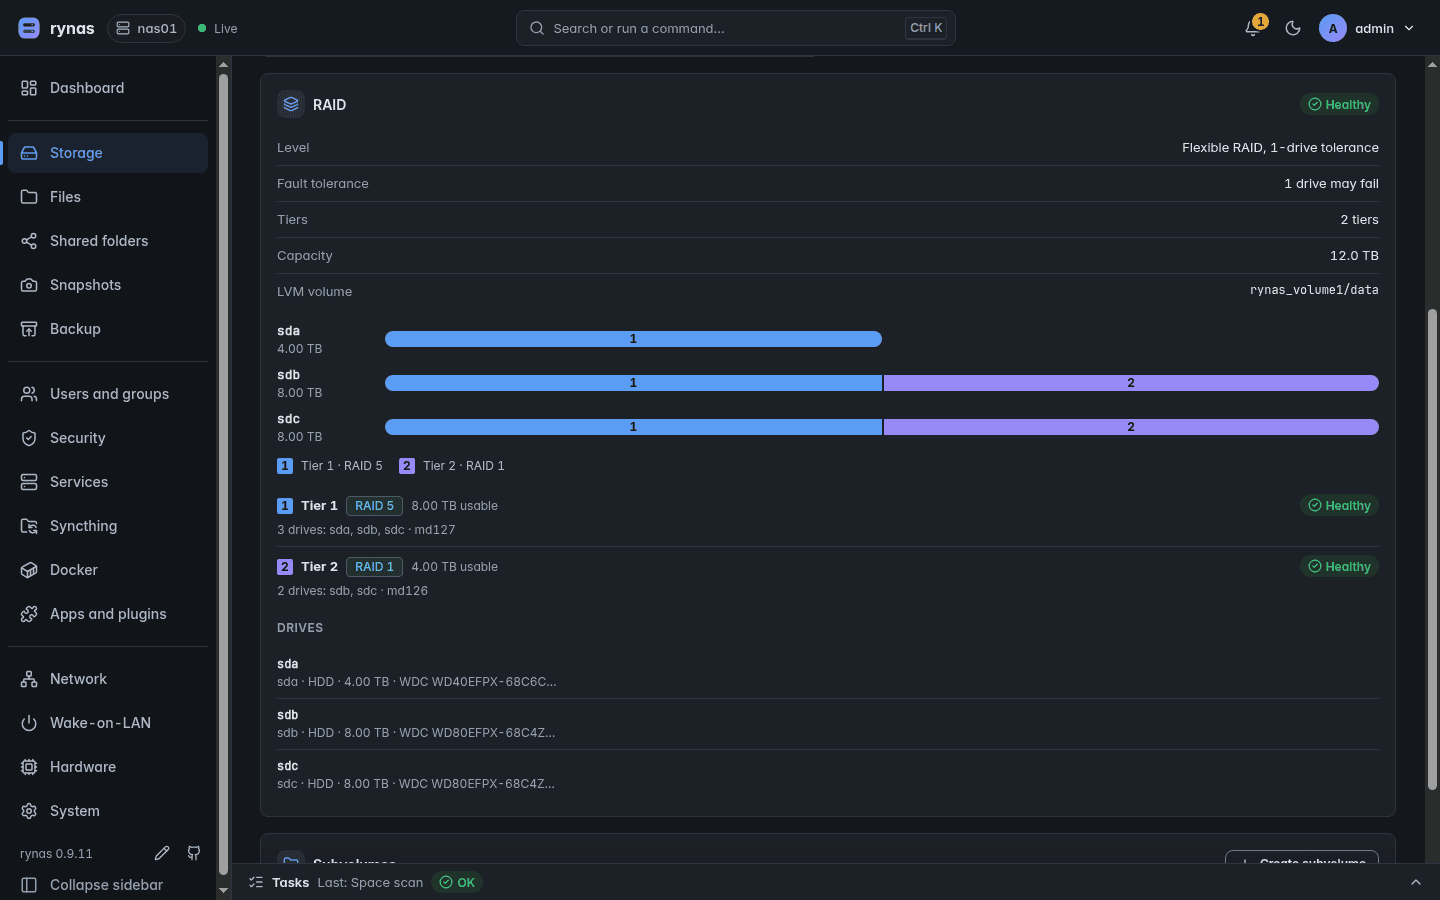 rynas
nas01
Live
Search or run a command...
Ctrl K
1
A
admin
Dashboard
Storage
Files
Shared folders
Snapshots
Backup
Users and groups
Security
Services
Syncthing
Docker
Apps and plugins
Network
Wake-on-LAN
Hardware
System
rynas 0.9.11
Collapse sidebar
RAID
Healthy
Level
Flexible RAID, 1-drive tolerance
Fault tolerance
1 drive may fail
Tiers
2 tiers
Capacity
12.0 TB
LVM volume
rynas_volume1/data
sda
4.00 TB
1
sdb
8.00 TB
1
2
sdc
8.00 TB
1
2
1 Tier 1 · RAID 5
2 Tier 2 · RAID 1
1 Tier 1 RAID 5 8.00 TB usable
Healthy
3 drives: sda, sdb, sdc · md127
2 Tier 2 RAID 1 4.00 TB usable
Healthy
2 drives: sdb, sdc · md126
DRIVES
sda
sda · HDD · 4.00 TB · WDC WD40EFPX-68C6C...
sdb
sdb · HDD · 8.00 TB · WDC WD80EFPX-68C4Z...
sdc
sdc · HDD · 8.00 TB · WDC WD80EFPX-68C4Z...
Subvolumes
Create subvolume
Tasks Last: Space scan OK